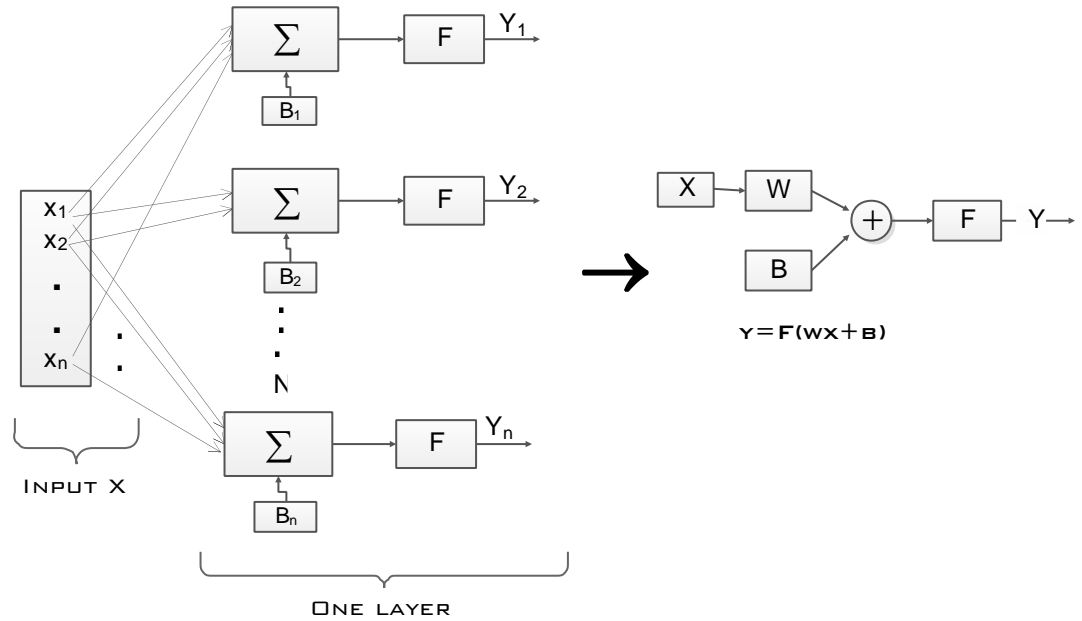 Σ
F
Y1
B1
x1
x2
.
.
xn
.
.
Σ
F
Y2
B2
.
.
.
N
Σ
F
Yn
Bn
INPUT X
ONE LAYER
X
W
B
+
F
Y
Y=F(WX+B)